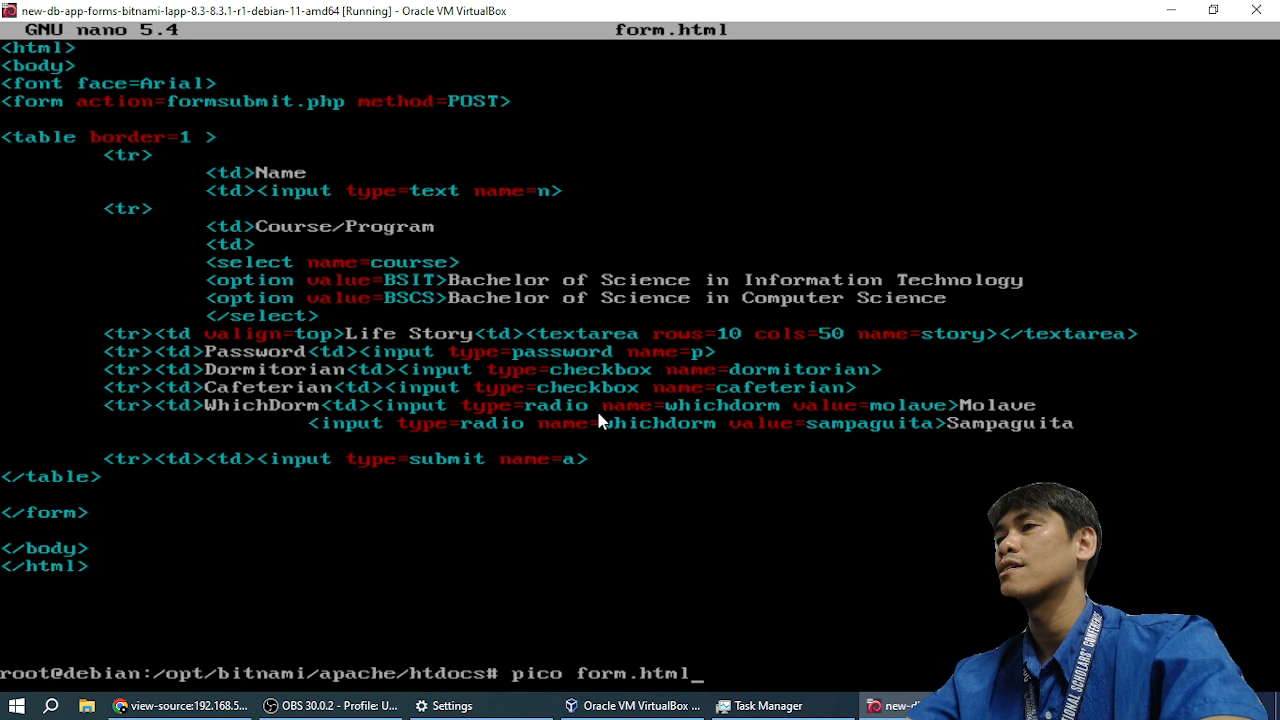 new-db-app-forms-bitnami-lapp-8.3-8.3.1-r1-debian-11-amd64 [Running] - Oracle VM VirtualBox
GNU nano 5.4 form.html
<html>
<body>
<font face=Arial>
<form action=formsubmit.php method=POST>
<table border=1 >
<tr>
<td>Name
<td><input type=text name=n>
<tr>
<td>Course/Program
<td>
<select name=course>
<option value=BSIT>Bachelor of Science in Information Technology
<option value=BSCS>Bachelor of Science in Computer Science
</select>
<tr><td valign=top>Life Story<td><textarea rows=10 cols=50 name=story></textarea>
<tr><td>Password<td><input type=password name=p>
<tr><td>Dormitorian<td><input type=checkbox name=dormitorian>
<tr><td>Cafeterian<td><input type=checkbox name=cafeterian>
<tr><td>WhichDorm<td><input type=radio name=whichdorm value=molave>Molave
<input type=radio name=whichdorm value=sampaguita>Sampaguita
<tr><td><td><input type=submit name=a>
</table>
</form>
</body>
</html>
root@debian:/opt/bitnami/apache/htdocs# pico form.html_
view-source:192.168.5... OBS 30.0.2 - Profile: U... Settings Oracle VM VirtualBox ... Task Manager new-d
SCHOLARS' CONFERENCE